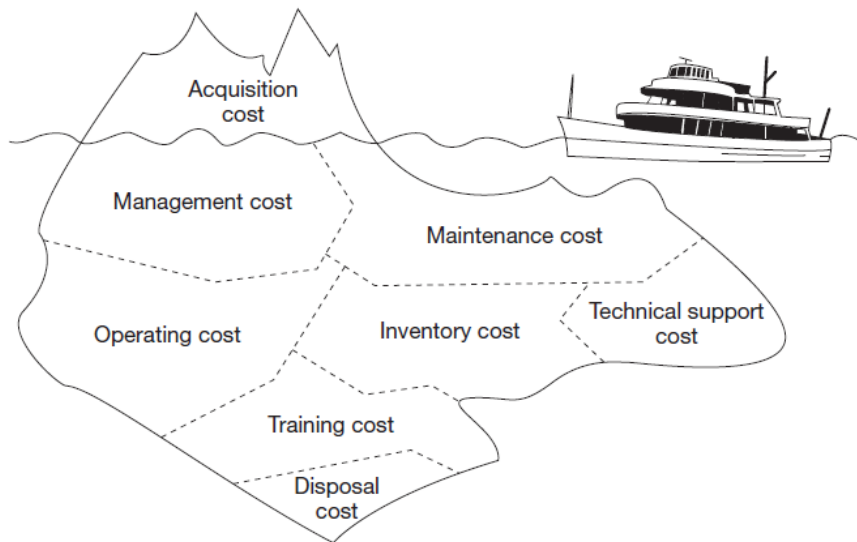 Acquisition
cost
Management cost
Maintenance cost
Operating cost
Inventory cost
Technical support
cost
Training cost
Disposal
cost